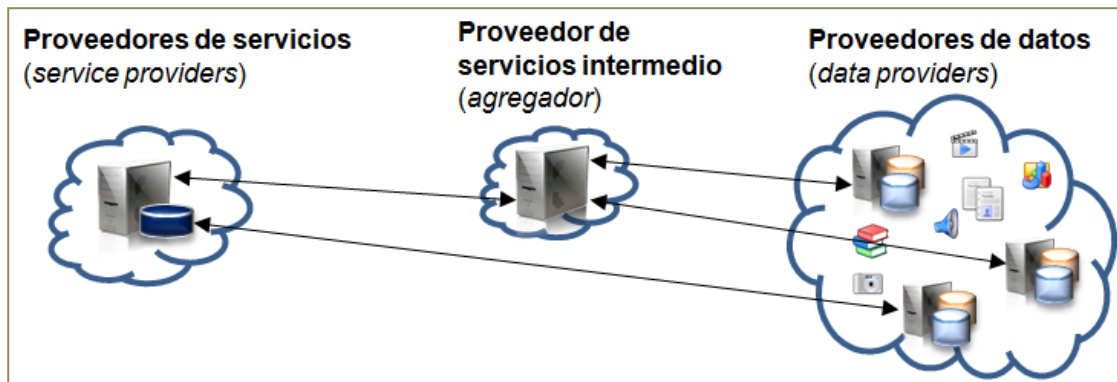 Proveedores de servicios
(service providers)
Proveedor de
servicios intermedio
(agregador)
Proveedores de datos
(data providers)